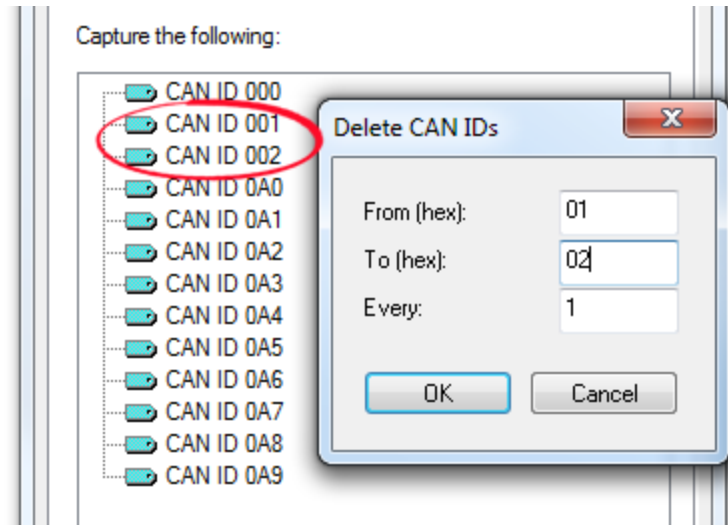 Capture the following:
CAN ID 000
CAN ID 001
CAN ID 002
CAN ID 0A0
CAN ID 0A1
CAN ID 0A2
CAN ID 0A3
CAN ID 0A4
CAN ID 0A5
CAN ID 0A6
CAN ID 0A7
CAN ID 0A8
CAN ID 0A9
Delete CAN IDs
From (hex): 01
To (hex): 02
Every: 1
OK Cancel